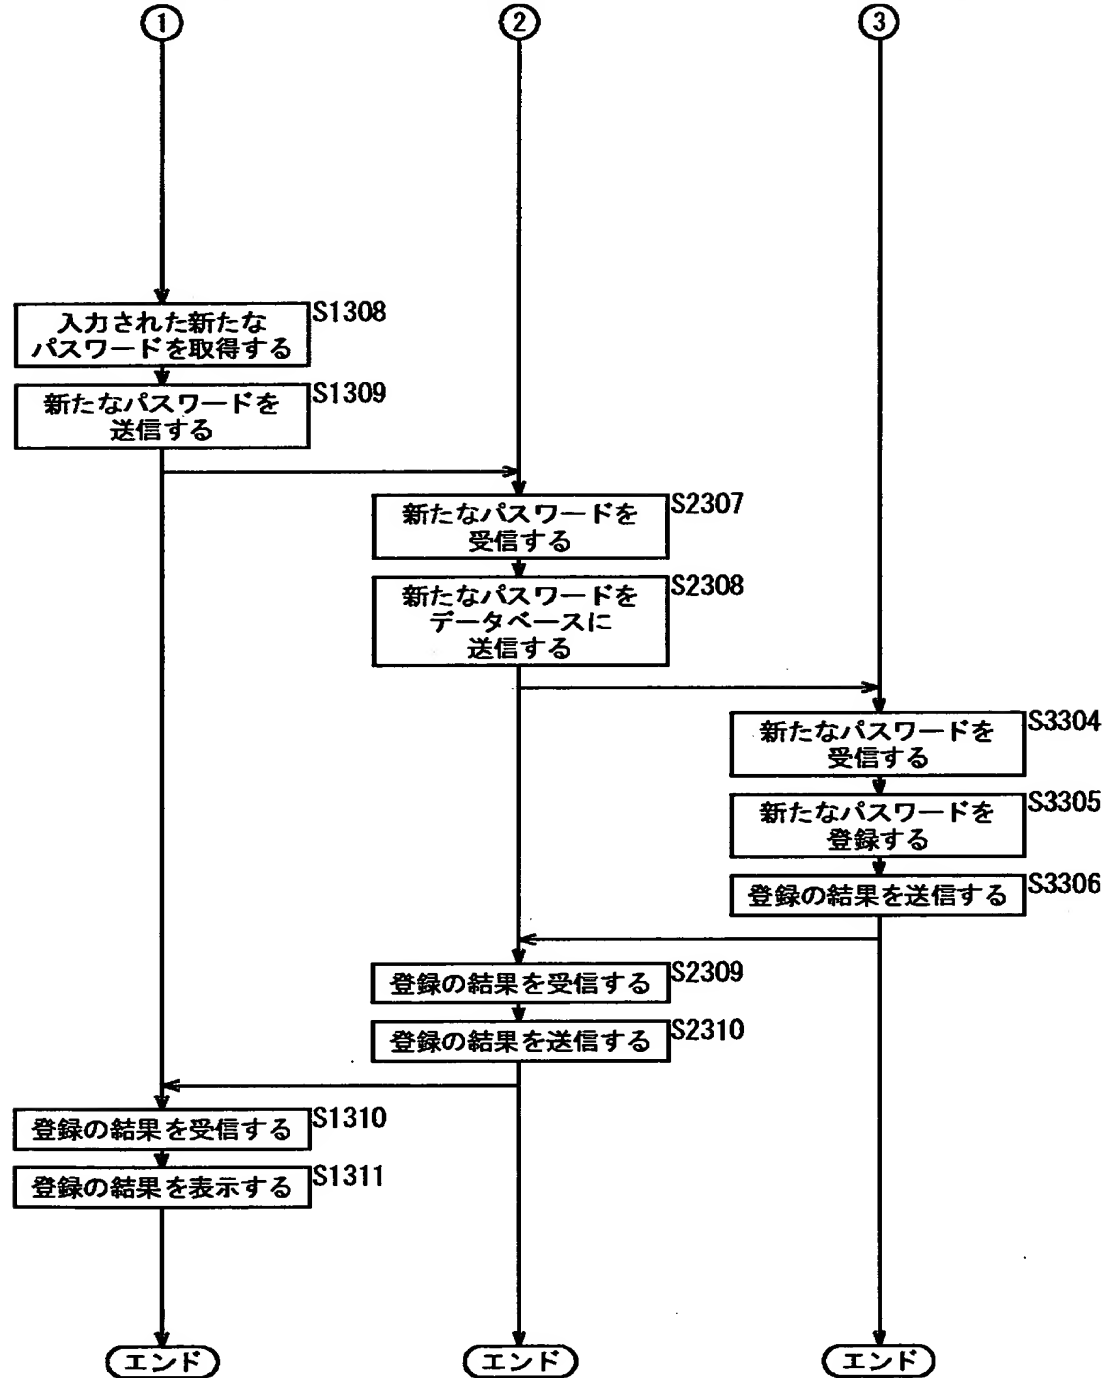 ① ② ③
入力された新たな
パスワードを取得する
S1308
新たなパスワードを
送信する
S1309
新たなパスワードを
受信する
S2307
新たなパスワードを
データベースに
送信する
S2308
新たなパスワードを
受信する
S3304
新たなパスワードを
登録する
S3305
登録の結果を送信する
S3306
登録の結果を受信する
S2309
登録の結果を送信する
S2310
登録の結果を受信する
S1310
登録の結果を表示する
S1311
エンド エンド エンド